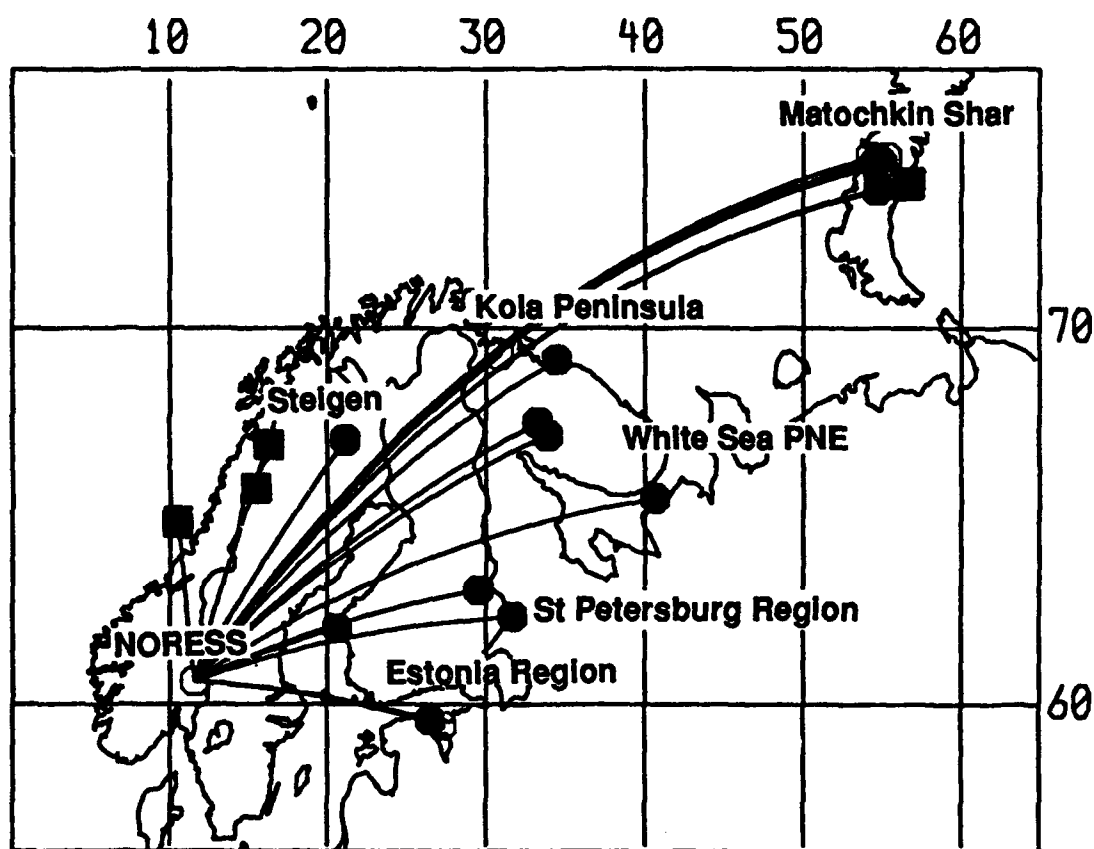 10 20 30 40 50 60
Matochkin Shar
Kola Peninsula
70
Steigen
White Sea PNE
St Petersburg Region
NORESS
Estonia Region
60